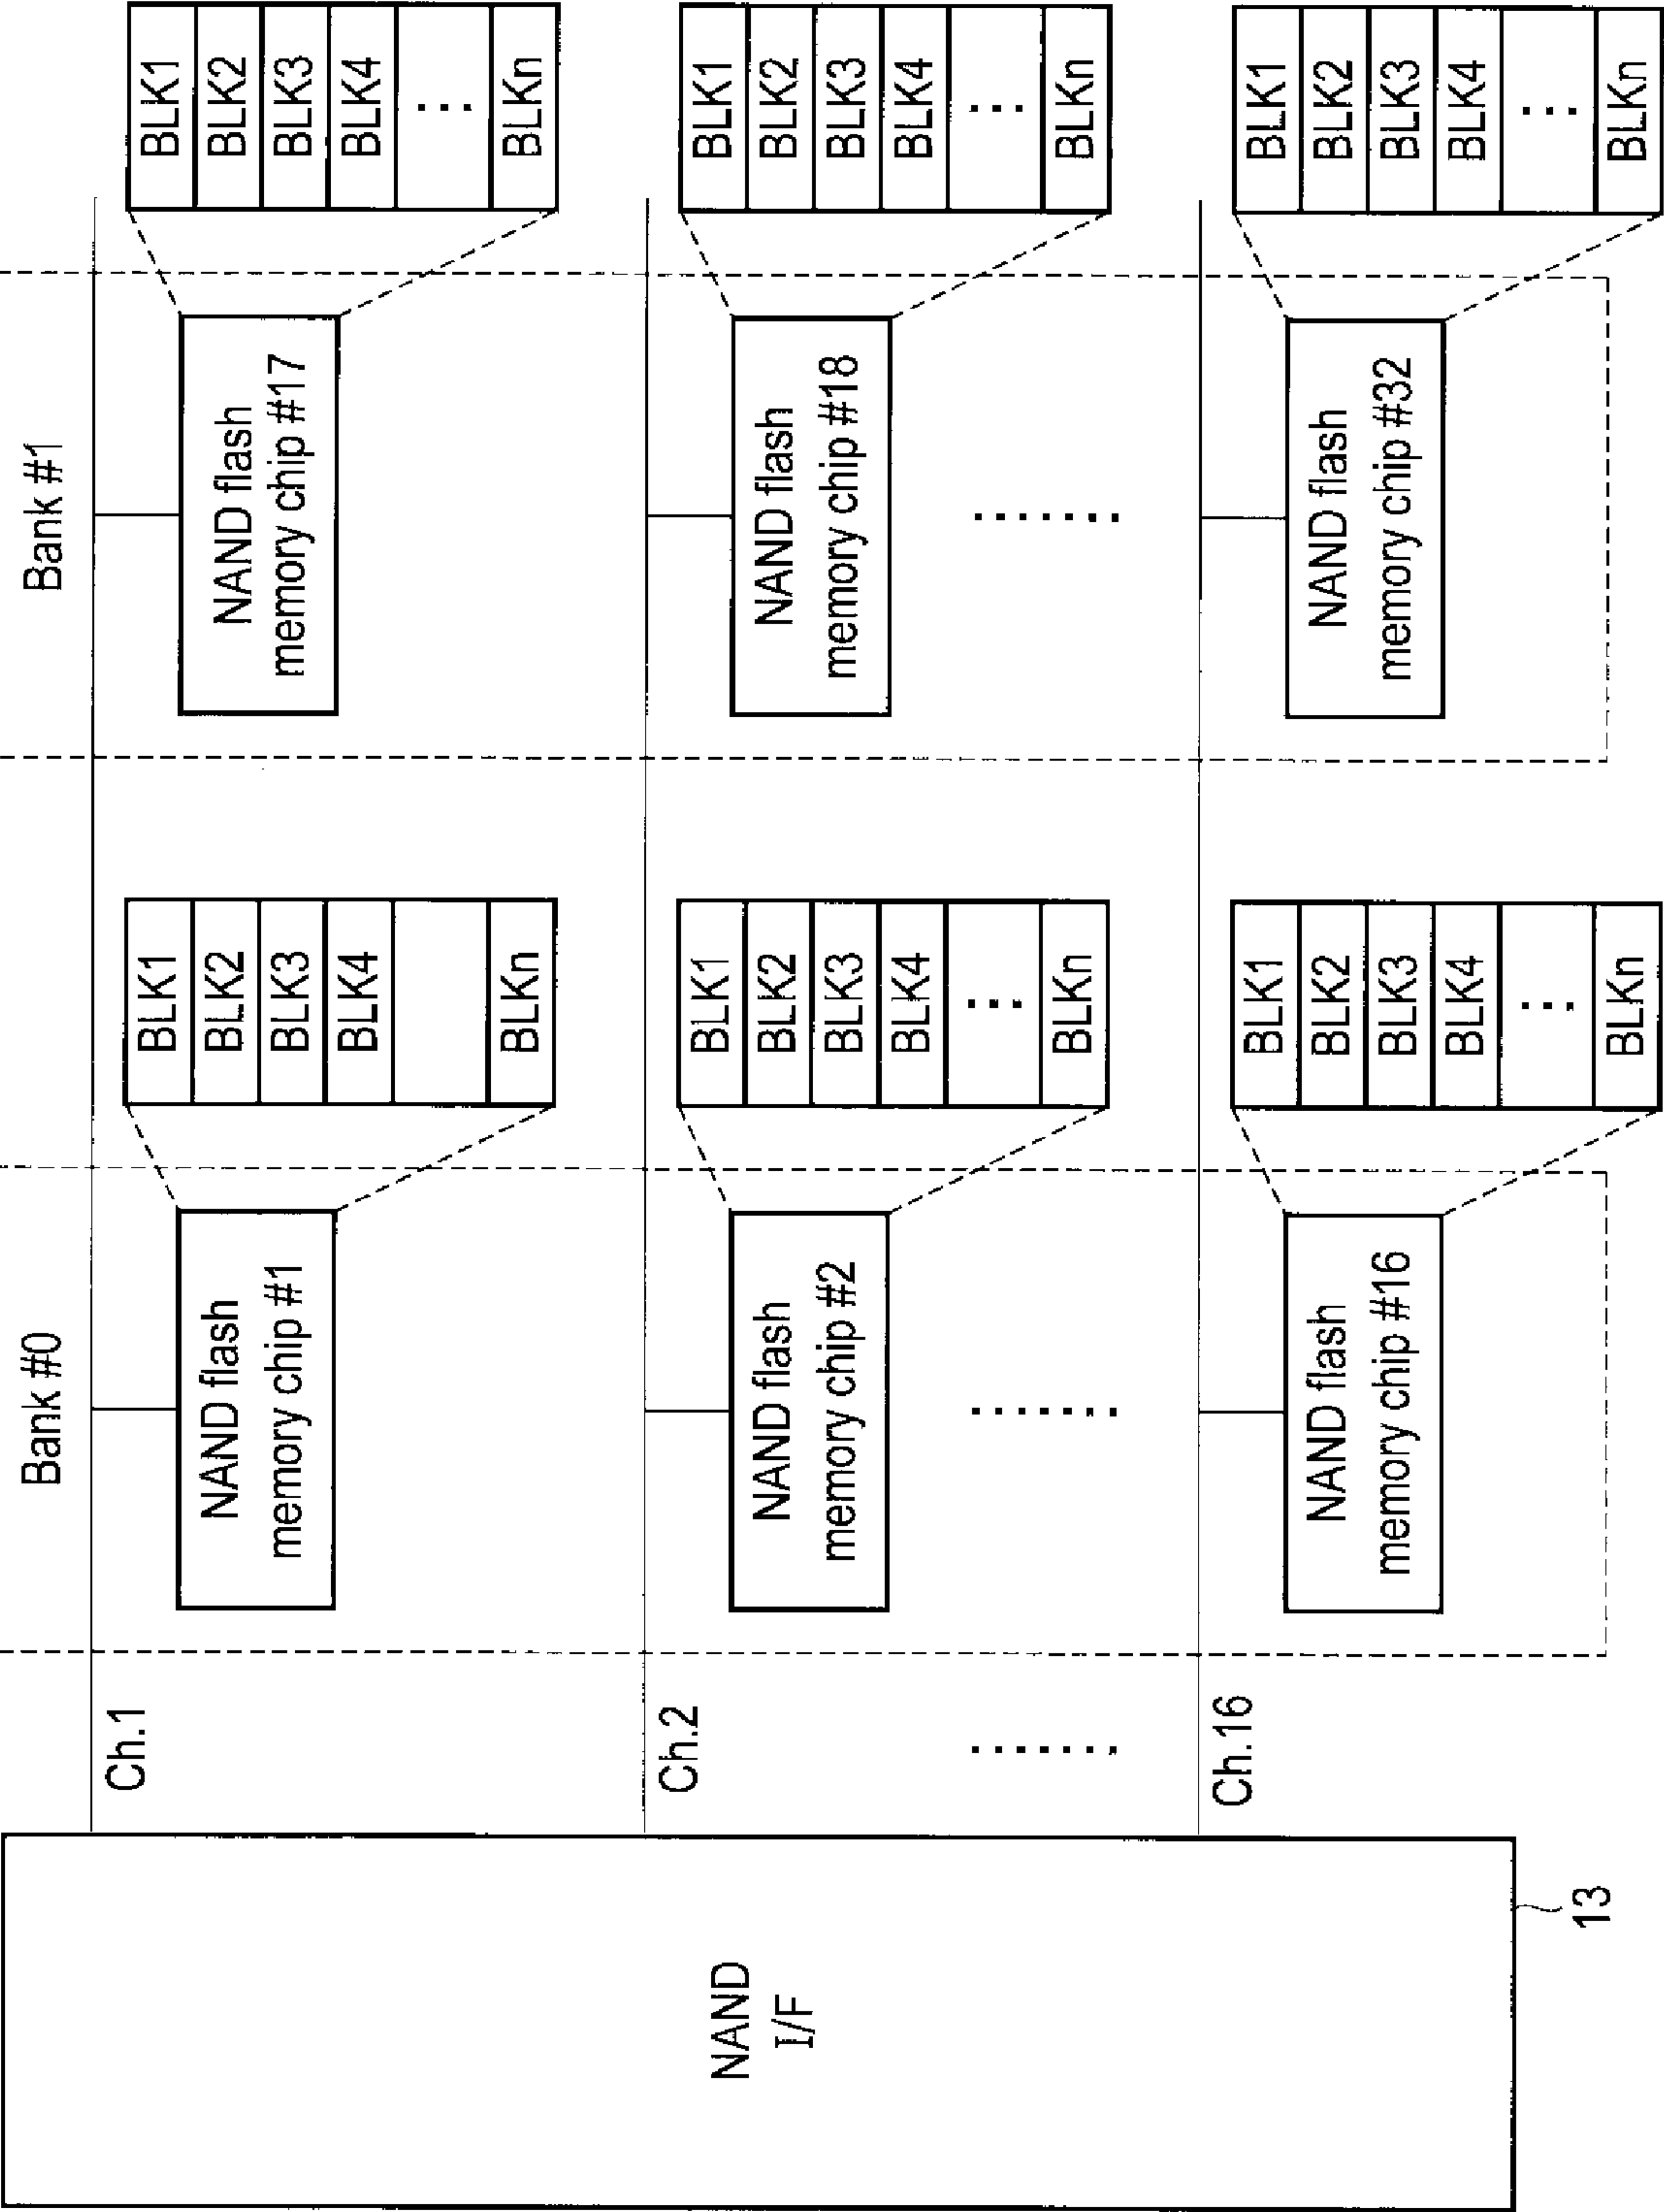 Bank #0
Bank #1
NAND
I/F
13
Ch.1
NAND flash
memory chip #1
BLK1
BLK2
BLK3
BLK4
BLKn
NAND flash
memory chip #17
BLK1
BLK2
BLK3
BLK4
...
BLKn
Ch.2
NAND flash
memory chip #2
BLK1
BLK2
BLK3
BLK4
...
BLKn
NAND flash
memory chip #18
BLK1
BLK2
BLK3
BLK4
...
BLKn
.......
.......
.......
Ch.16
NAND flash
memory chip #16
BLK1
BLK2
BLK3
BLK4
...
BLKn
NAND flash
memory chip #32
BLK1
BLK2
BLK3
BLK4
...
BLKn